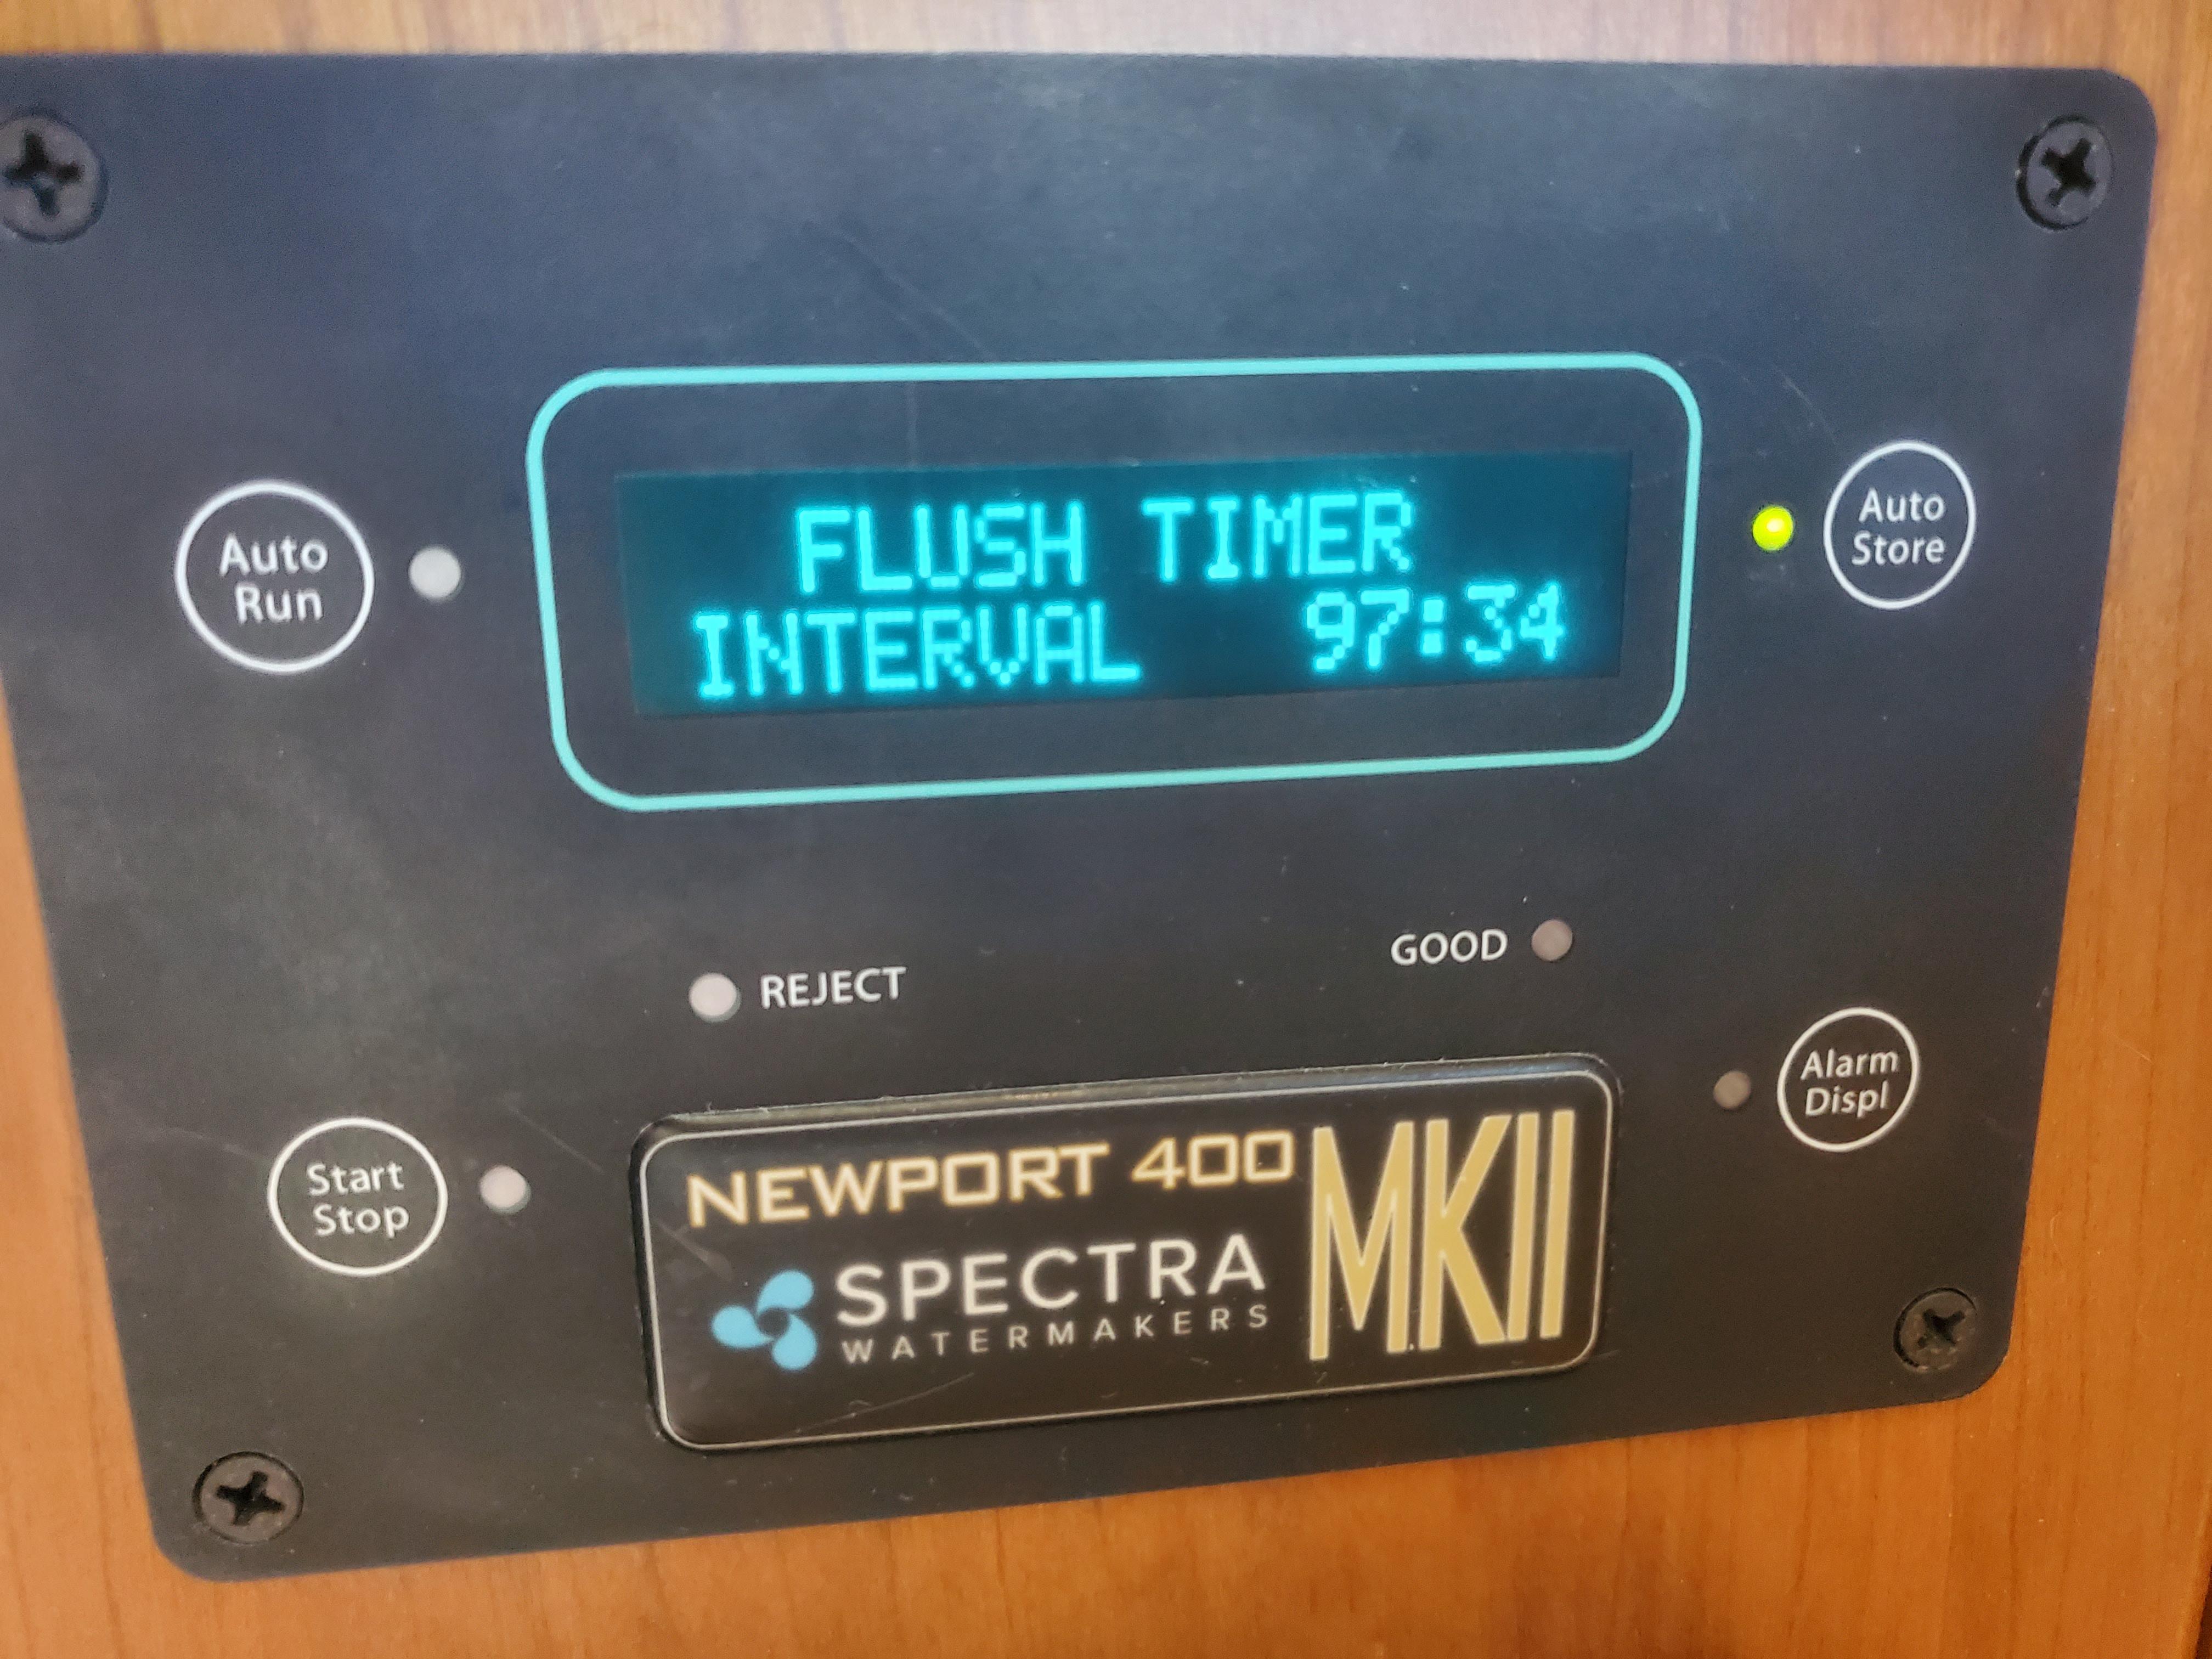 FLUSH TIMER
INTERVAL 97:34
Auto
Run
Auto
Store
REJECT
GOOD
Start
Stop
Alarm
Displ
NEWPORT 400 MKII
SPECTRA
WATERMAKERS